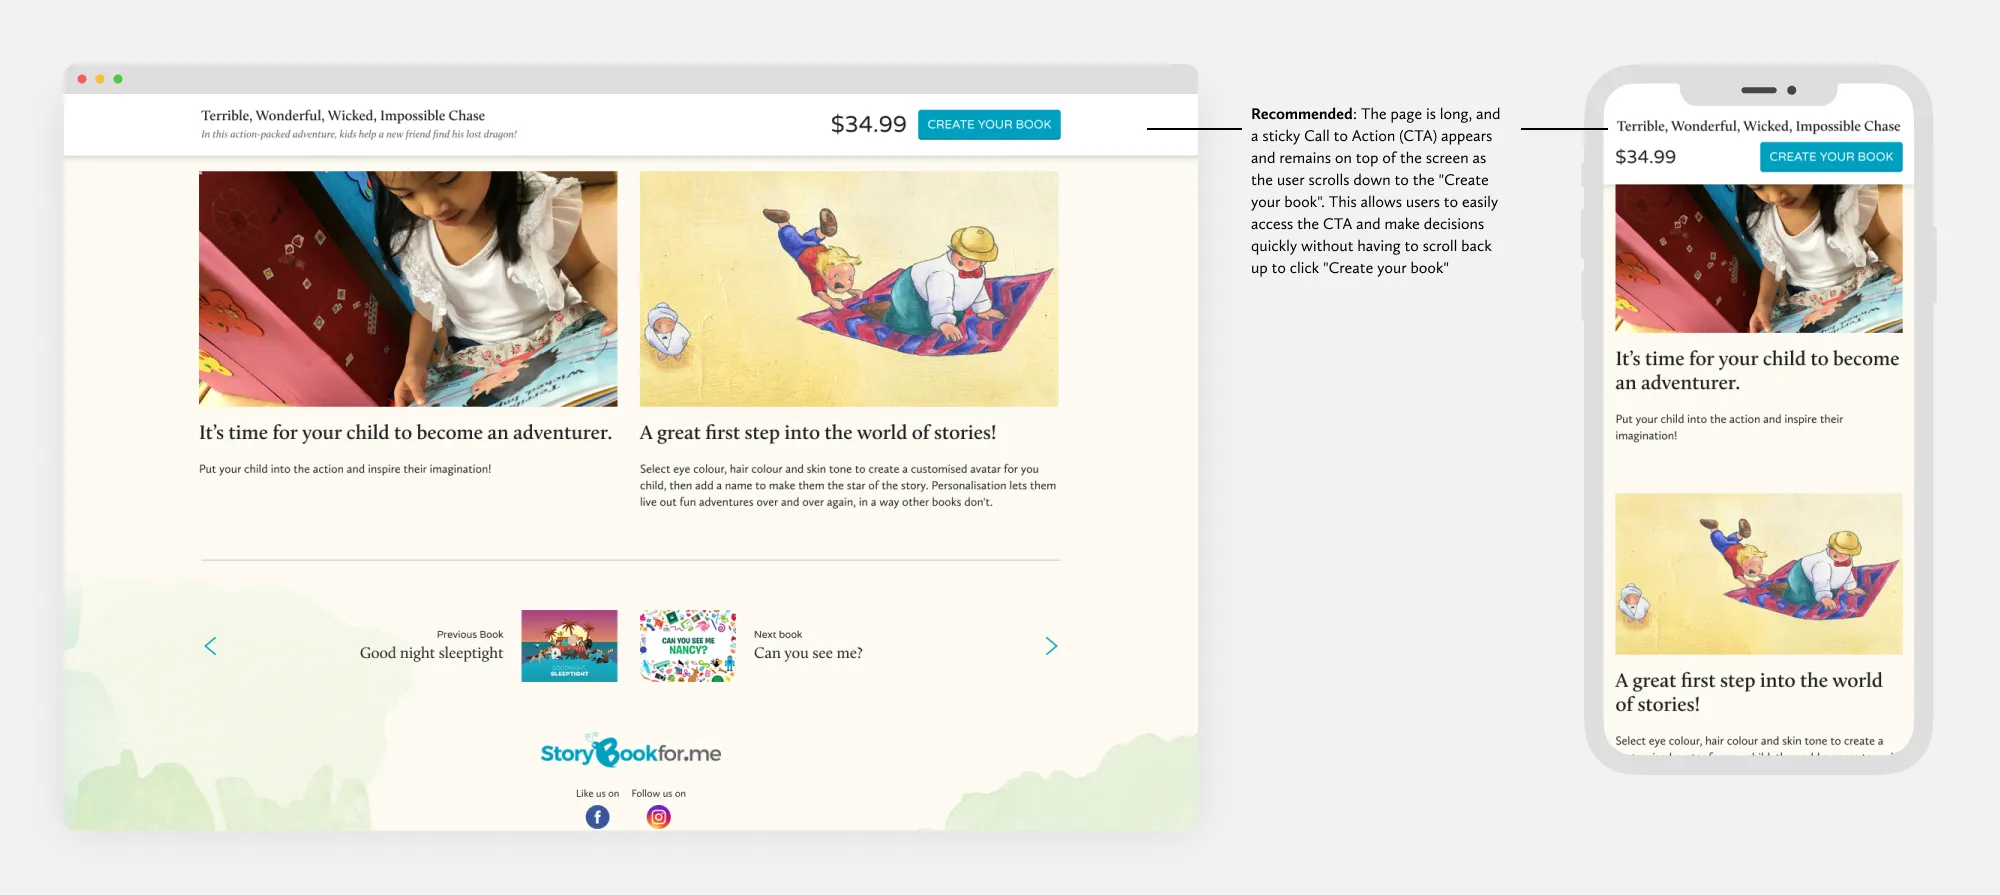 Terrible, Wonderful, Wicked, Impossible Chase
In this action-packed adventure, kids help a new friend find his lost dragon!
$34.99
CREATE YOUR BOOK
It's time for your child to become an adventurer.
Put your child into the action and inspire their imagination!
A great first step into the world of stories!
Select eye colour, hair colour and skin tone to create a customised avatar for you
child, then add a name to make them the star of the story. Personalisation lets them
live out fun adventures over and over again, in a way other books don't.
Previous Book
Good night sleeptight
GOODNIGHT,
SLEEPTIGHT
CAN YOU SEE ME
NANCY?
Next book
Can you see me?
StoryBookfor.me
Like us on
Follow us on
Recommended: The page is long, and
a sticky Call to Action (CTA) appears
and remains on top of the screen as
the user scrolls down to the "Create
your book". This allows users to easily
access the CTA and make decisions
quickly without having to scroll back
up to click "Create your book"
Terrible, Wonderful, Wicked, Impossible Chase
$34.99
CREATE YOUR BOOK
It's time for your child to become
an adventurer.
Put your child into the action and inspire their
imagination!
A great first step into the world
of stories!
Select eye colour, hair colour and skin tone to create a